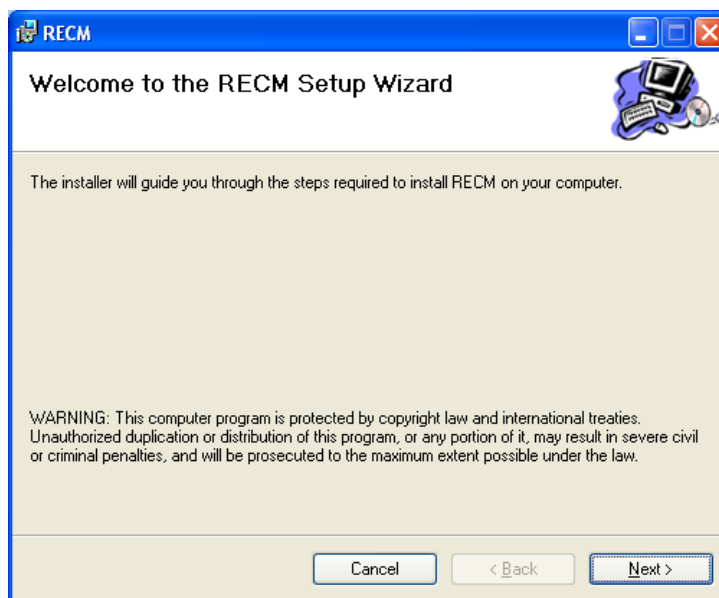 RECM
Welcome to the RECM Setup Wizard
The installer will guide you through the steps required to install RECM on your computer.
WARNING: This computer program is protected by copyright law and international treaties.
Unauthorized duplication or distribution of this program, or any portion of it, may result in severe civil
or criminal penalties, and will be prosecuted to the maximum extent possible under the law.
Cancel < Back Next >